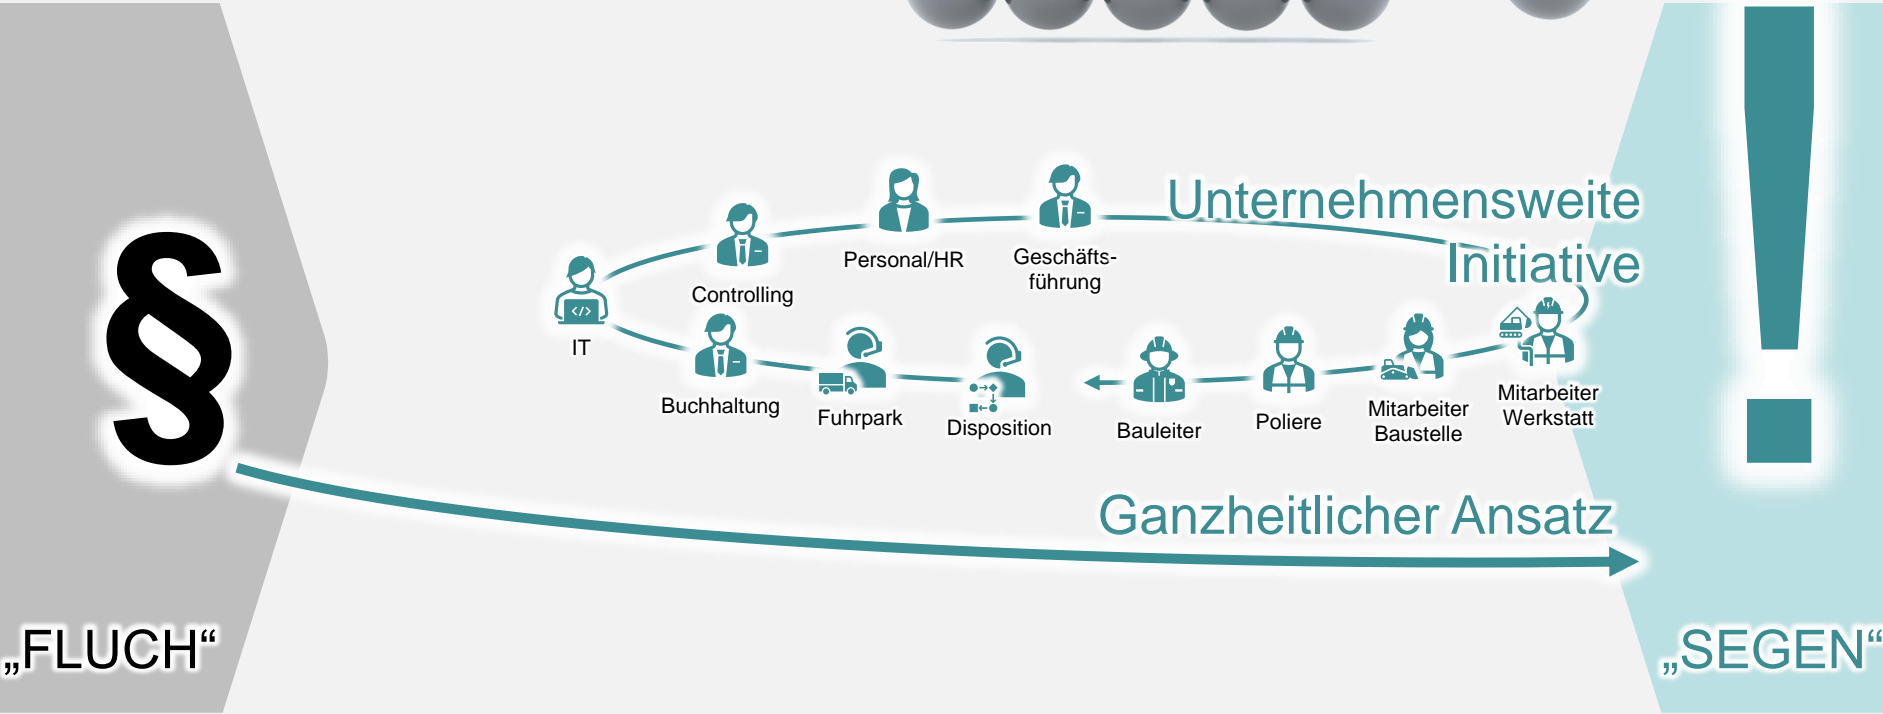 §
Unternehmensweite
Initiative
Personal/HR
Geschäfts-
führung
Controlling
IT
Buchhaltung
Fuhrpark
Disposition
Bauleiter
Poliere
Mitarbeiter
Baustelle
Mitarbeiter
Werkstatt
!
Ganzheitlicher Ansatz
„FLUCH“
„SEGEN“